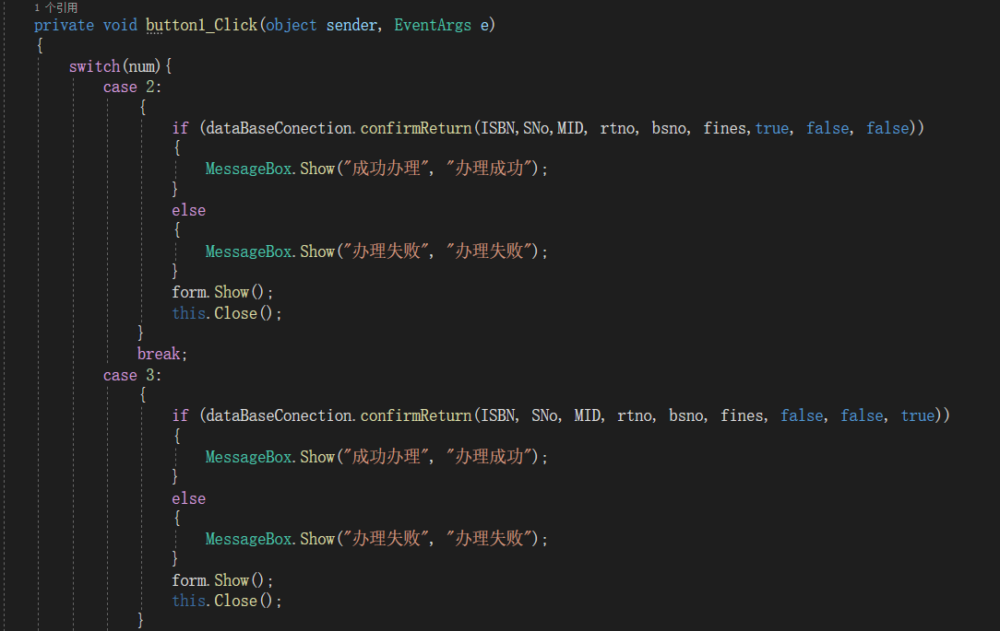 1 个引用
private void button1_Click(object sender, EventArgs e)
{
switch(num){
case 2:
{
if (dataBaseConection.confirmReturn(ISBN,SNo,MID, rtno, bsno, fines,true, false, false))
{
MessageBox.Show("成功办理", "办理成功");
}
else
{
MessageBox.Show("办理失败", "办理失败");
}
form.Show();
this.Close();
}
break;
case 3:
{
if (dataBaseConection.confirmReturn(ISBN, SNo, MID, rtno, bsno, fines, false, false, true))
{
MessageBox.Show("成功办理", "办理成功");
}
else
{
MessageBox.Show("办理失败", "办理失败");
}
form.Show();
this.Close();
}